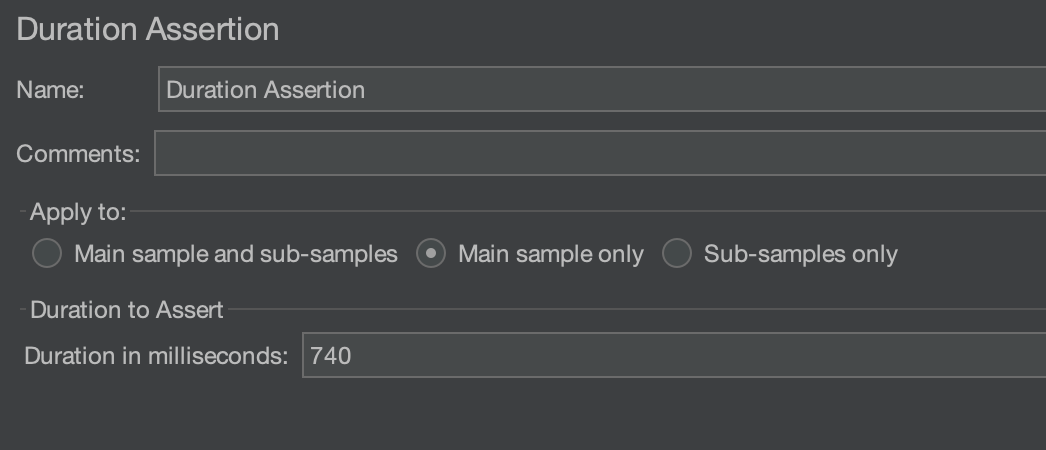 Duration Assertion
Name: Duration Assertion
Comments:
Apply to:
Main sample and sub-samples Main sample only Sub-samples only
Duration to Assert
Duration in milliseconds: 740